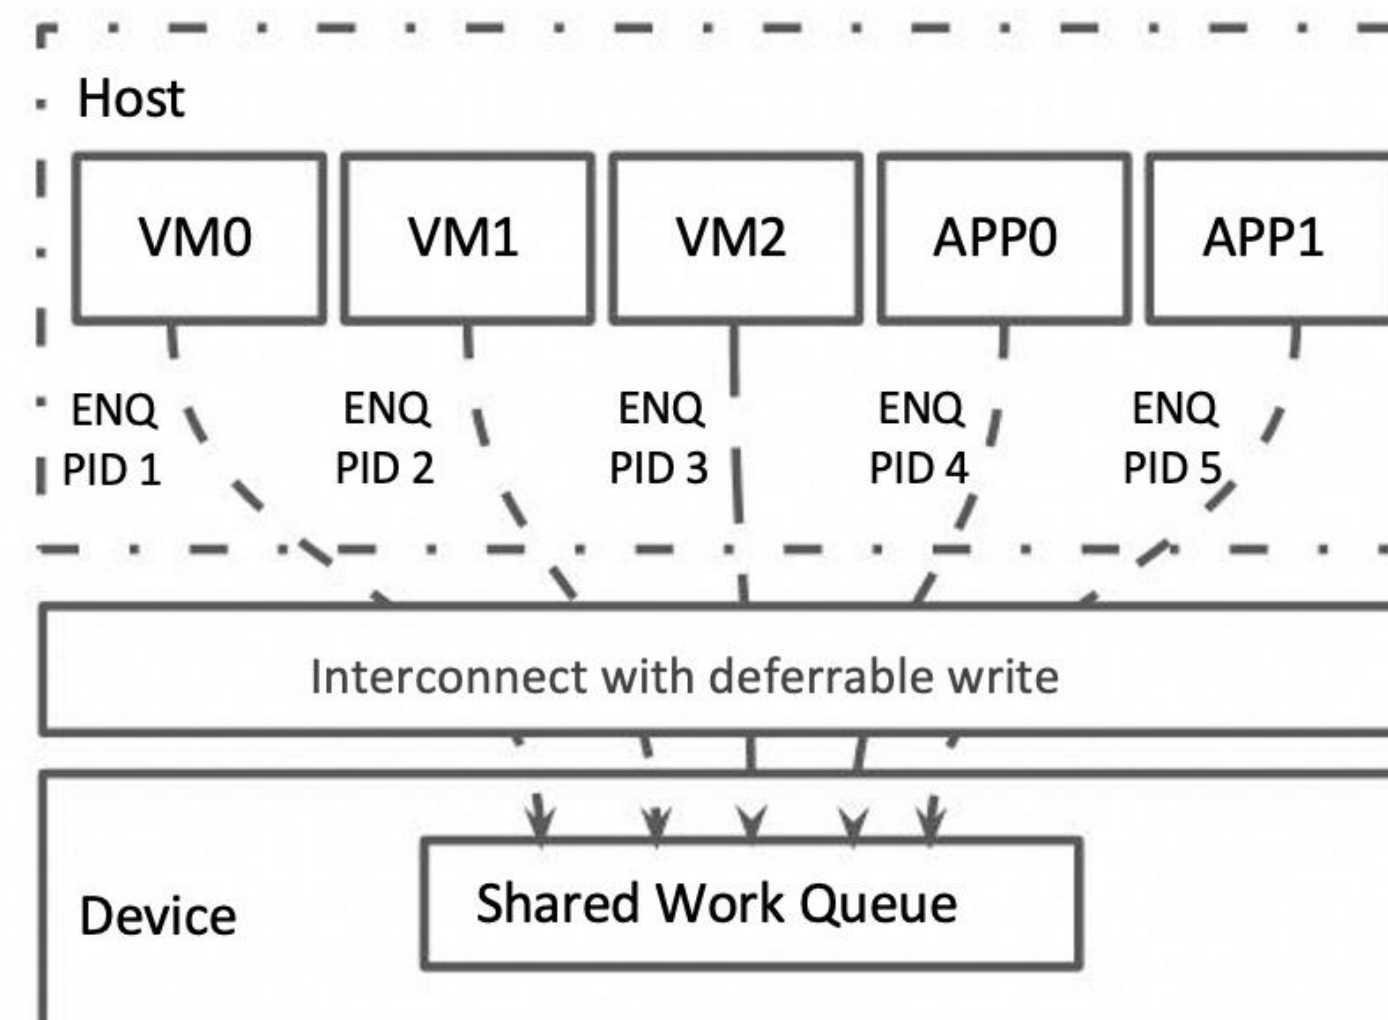 Host
VM0
VM1
VM2
APP0
APP1
ENQ
PID 1
ENQ
PID 2
ENQ
PID 3
ENQ
PID 4
ENQ
PID 5
Interconnect with deferrable write
Device
Shared Work Queue